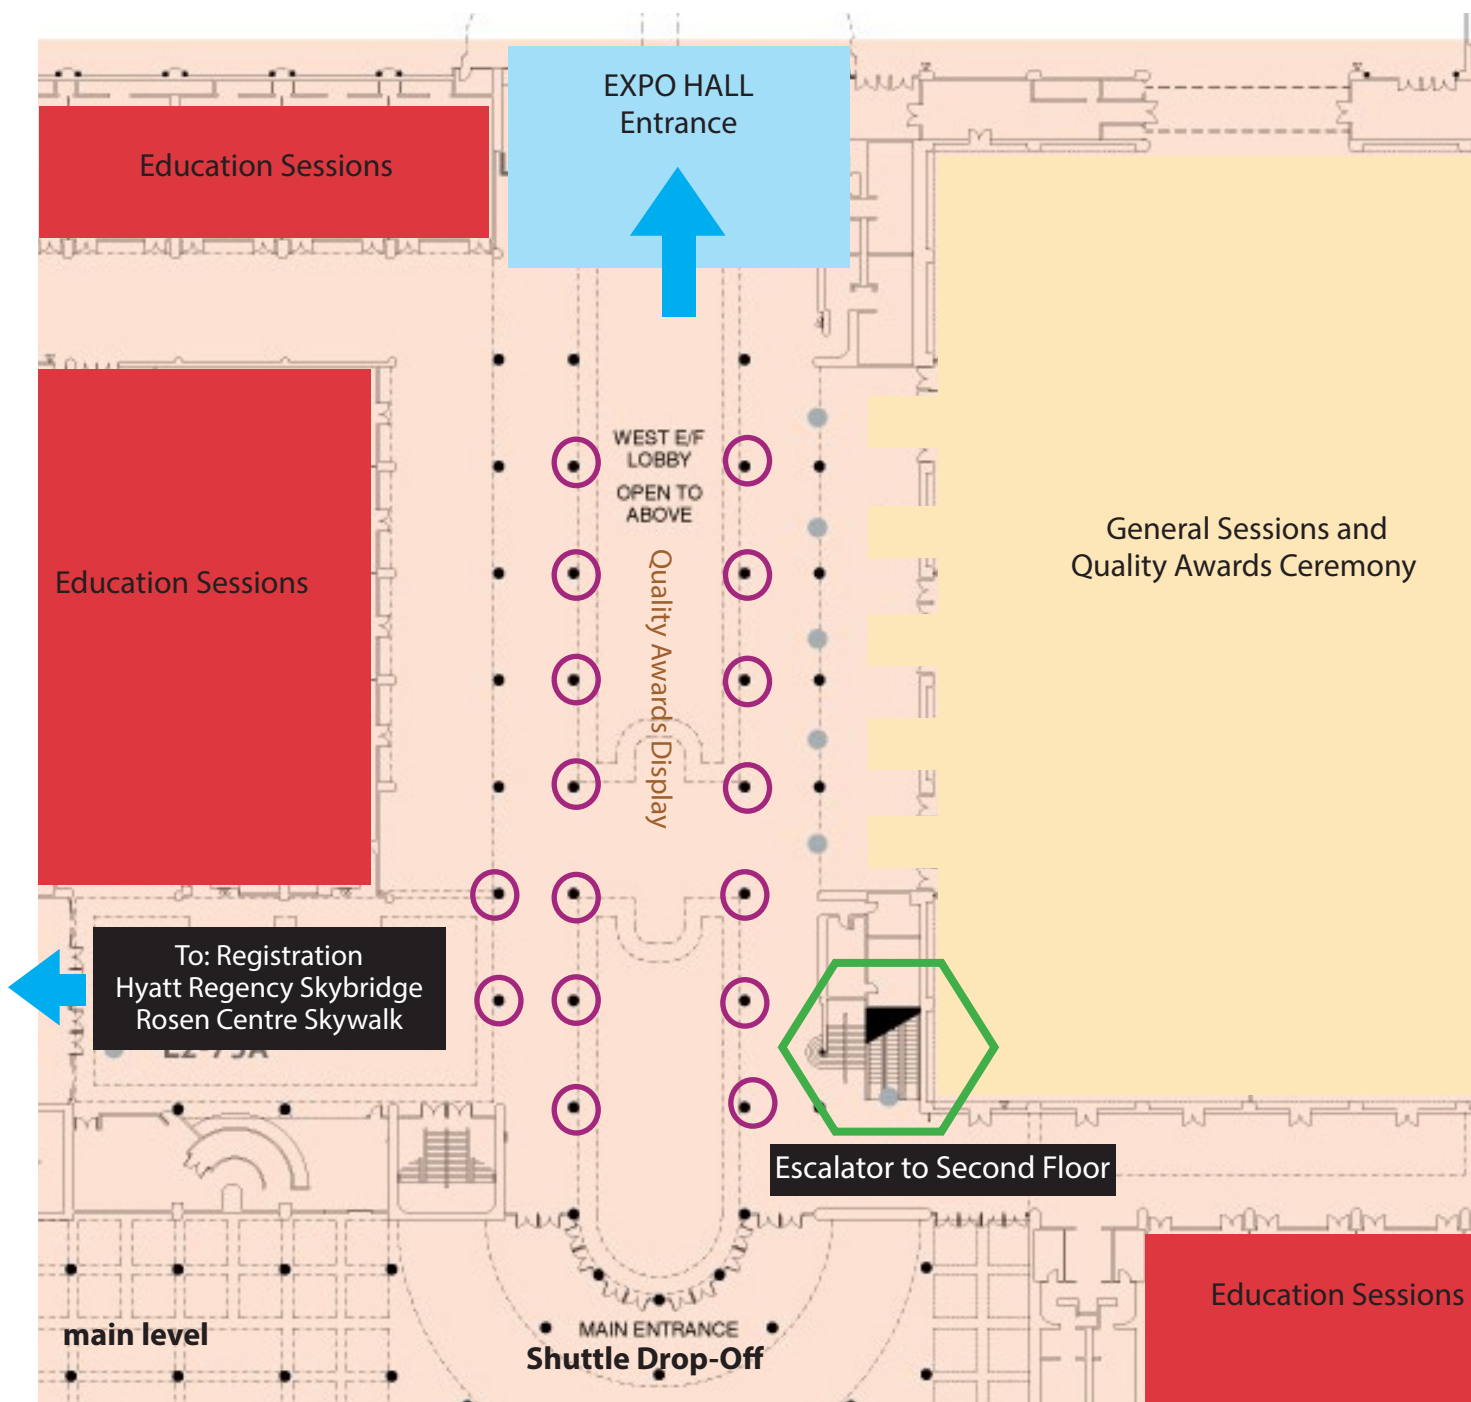 EXPO HALL
Entrance
Education Sessions
WEST E/F
LOBBY
OPEN TO
ABOVE
Quality Awards Display
General Sessions and
Quality Awards Ceremony
Education Sessions
To: Registration
Hyatt Regency Skybridge
Rosen Centre Skywalk
Escalator to Second Floor
Education Sessions
main level
MAIN ENTRANCE
Shuttle Drop-Off